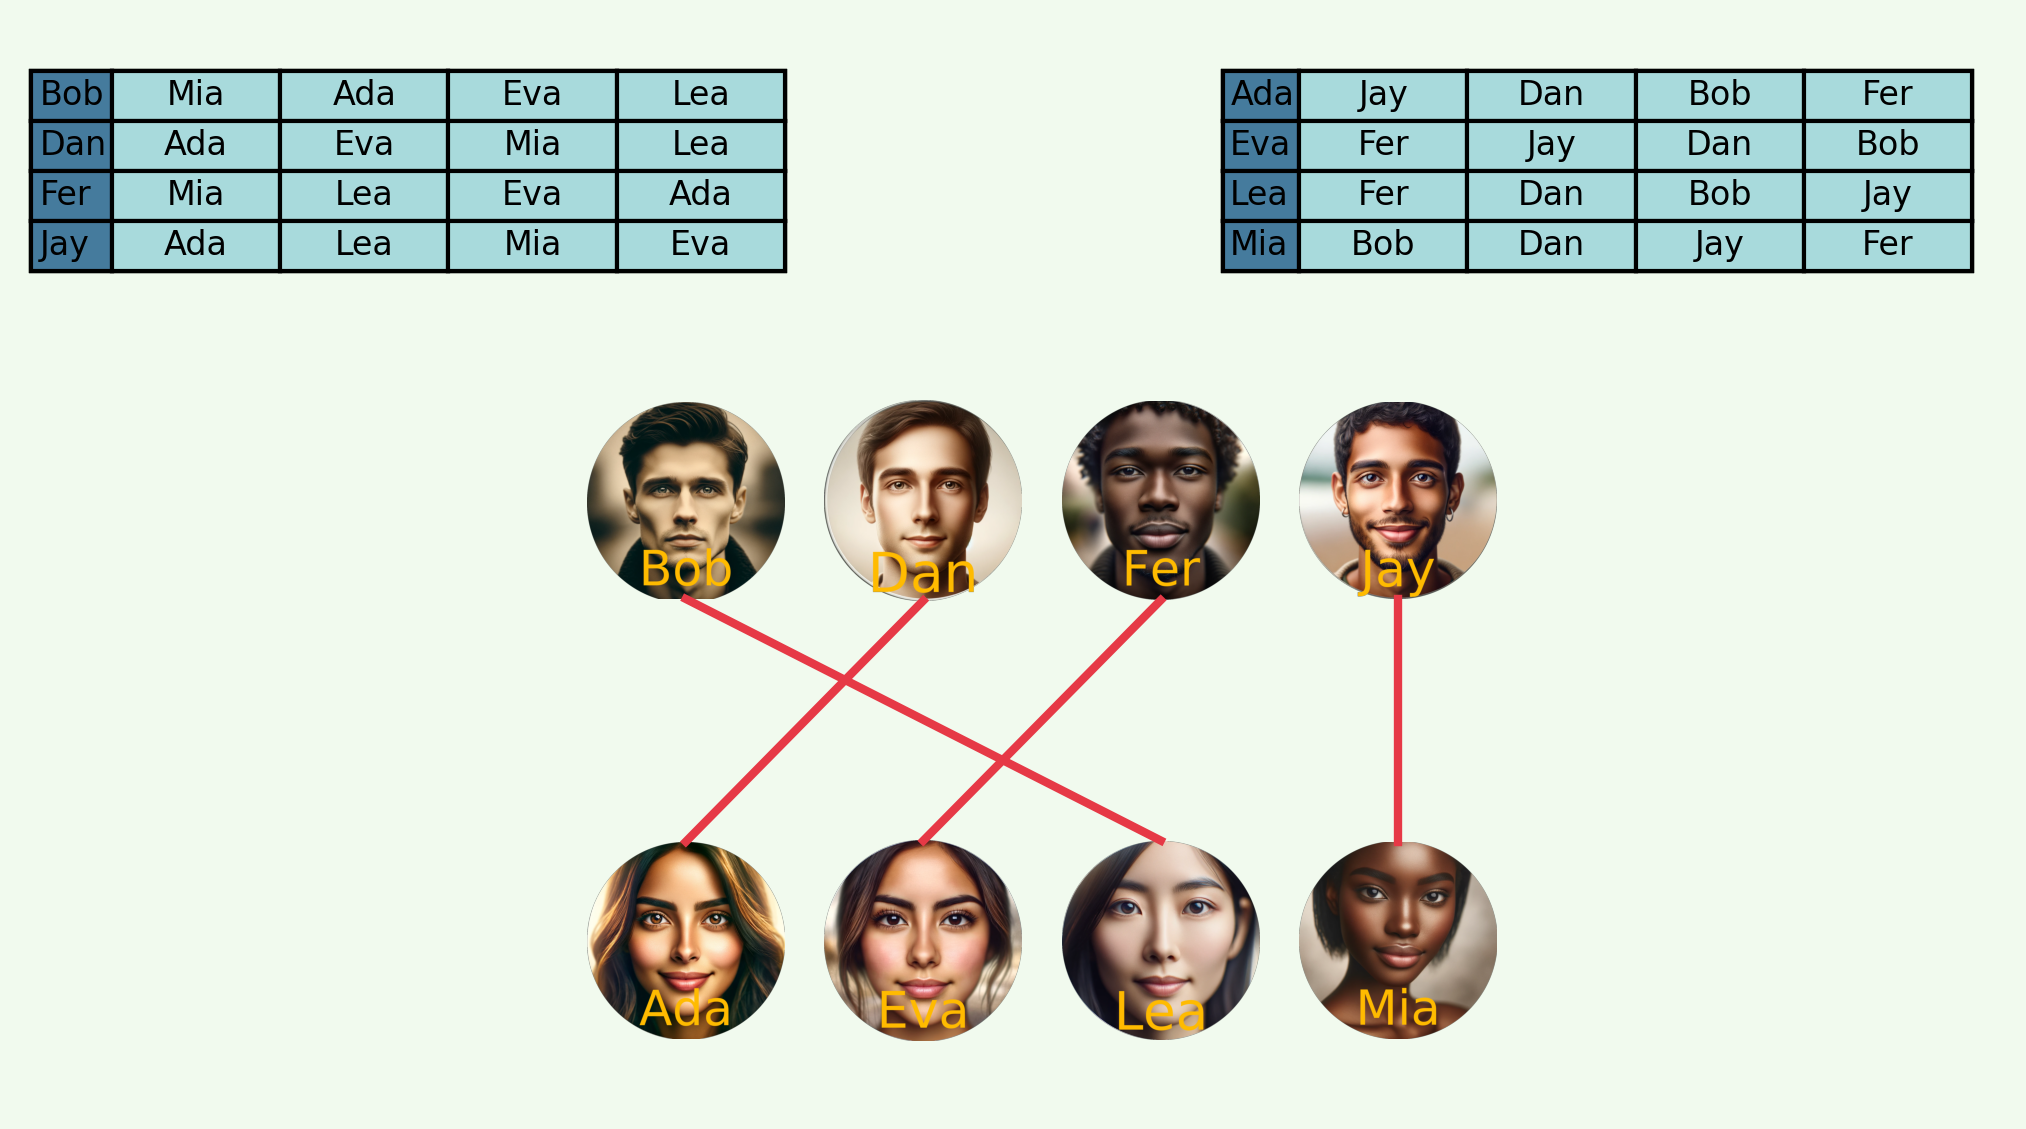 Bob Mia Ada Eva Lea
Dan Ada Eva Mia Lea
Fer Mia Lea Eva Ada
Jay Ada Lea Mia Eva
Ada Jay Dan Bob Fer
Eva Fer Jay Dan Bob
Lea Fer Dan Bob Jay
Mia Bob Dan Jay Fer
Bob Dan Fer Jay
Ada Eva Lea Mia